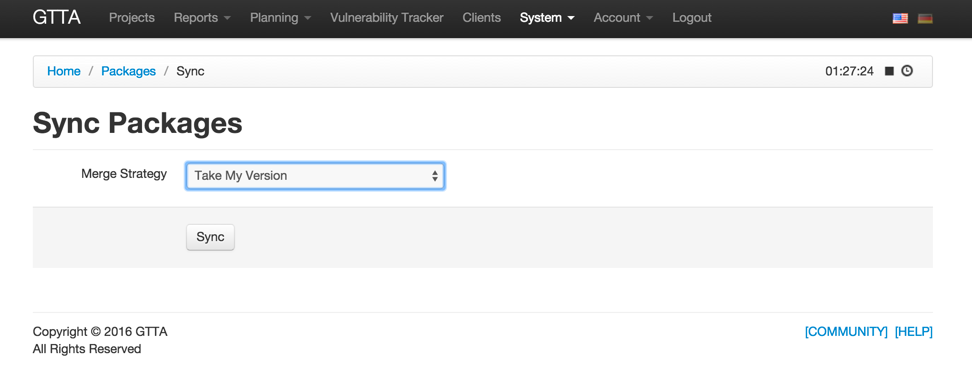 GTTA Projects Reports Planning Vulnerability Tracker Clients System Account Logout
Home / Packages / Sync 01:27:24
Sync Packages
Merge Strategy Take My Version
Sync
Copyright © 2016 GTTA [COMMUNITY] [HELP]
All Rights Reserved